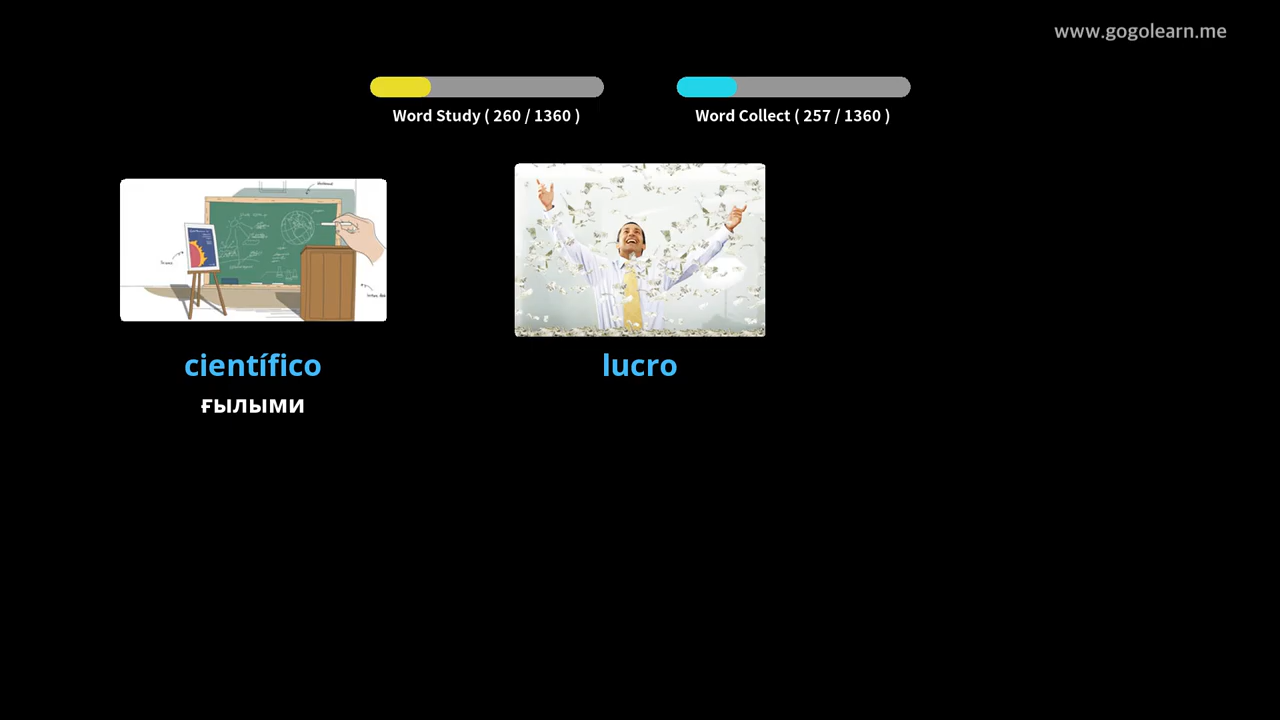 www.gogolearn.me
Word Study ( 260 / 1360 )
Word Collect ( 257 / 1360 )
científico
lucro
ғылыми